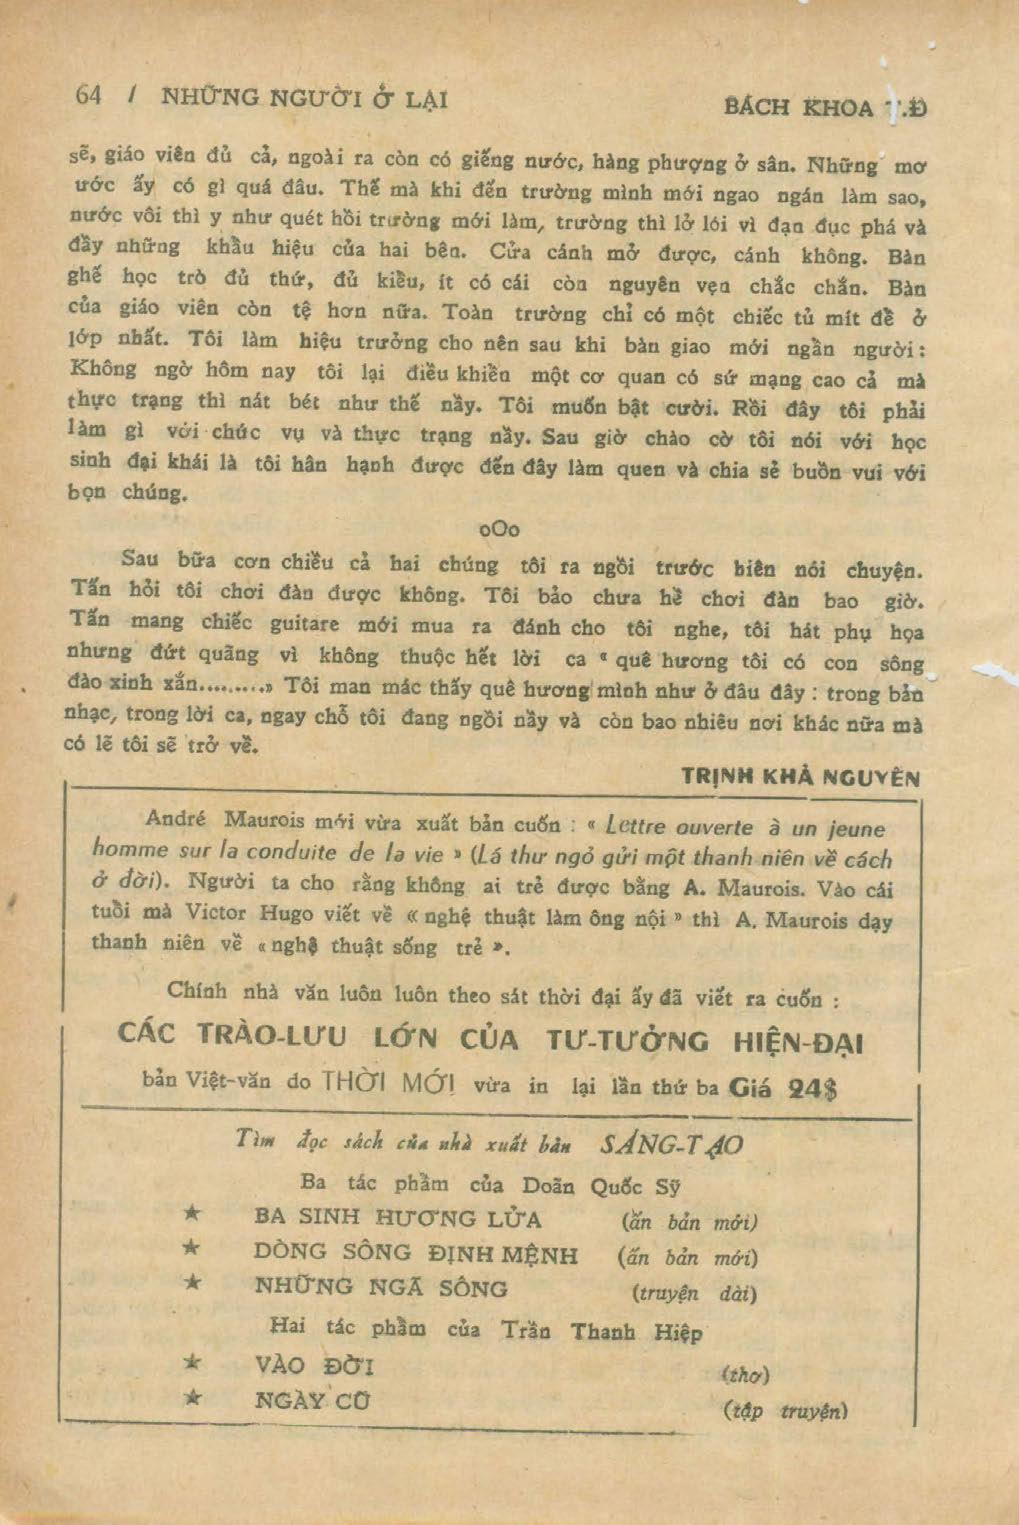 64 / NHỮNG NGƯỜI Ở LẠI
BÁCH KHOA T.Đ
sẽ, giáo viên đủ cả, ngoài ra còn có giếng nước, hàng phượng ở sân. Những mơ
ước ấy có gì quá đâu. Thế mà khi đến trường mình mới ngao ngán làm sao,
nước vôi thì y như quét hồi trường mới làm, trường thì lở lói vì đạn đục phá và
đầy những khẩu hiệu của hai bên. Cửa cánh mở được, cánh không. Bàn
ghế học trò đủ thứ, đủ kiểu, ít có cái còn nguyên vẹn chắc chắn. Bàn
của giáo viên còn tệ hơn nữa. Toàn trường chỉ có một chiếc tủ mít để ở
lớp nhất. Tôi làm hiệu trưởng cho nên sau khi bàn giao mới ngần người :
Không ngờ hôm nay tôi lại điều khiển một cơ quan có sứ mạng cao cả mà
thực trạng thì nát bét như thế nầy. Tôi muốn bật cười. Rồi đây tôi phải
làm gì với chức vụ và thực trạng nầy. Sau giờ chào cờ tôi nói với học
sinh đại khái là tôi hân hạnh được đến đây làm quen và chia sẻ buồn vui với
bọn chúng.
oOo
Sau bữa cơn chiều cả hai chúng tôi ra ngồi trước hiên nói chuyện.
Tấn hỏi tôi chơi đàn được không. Tôi bảo chưa hề chơi đàn bao giờ.
Tấn mang chiếc guitare mới mua ra đánh cho tôi nghe, tôi hát phụ họa
nhưng đứt quãng vì không thuộc hết lời ca « quê hương tôi có con sông
đào xinh xắn.........» Tôi man mác thấy quê hương mình như ở đâu đây : trong bản
nhạc, trong lời ca, ngay chỗ tôi đang ngồi nầy và còn bao nhiêu nơi khác nữa mà
có lẽ tôi sẽ trở về.
TRỊNH KHẢ NGUYÊN
André Maurois mới vừa xuất bản cuốn : « Lettre ouverte à un jeune
homme sur la conduite de la vie » (Lá thư ngỏ gửi một thanh niên về cách
ở đời). Người ta cho rằng không ai trẻ được bằng A. Maurois. Vào cái
tuổi mà Victor Hugo viết về « nghệ thuật làm ông nội » thì A. Maurois dạy
thanh niên về « nghệ thuật sống trẻ ».
Chính nhà văn luôn luôn theo sát thời đại ấy đã viết ra cuốn :
CÁC TRÀO-LƯU LỚN CỦA TƯ-TƯỞNG HIỆN-ĐẠI
bản Việt-văn do THỜI MỚI vừa in lại lần thứ ba Giá 24$
Tìm đọc sách của nhà xuất bản SÁNG-TẠO
Ba tác phẩm của Doãn Quốc Sỹ
★ BA SINH HƯƠNG LỬA (ấn bản mới)
★ DÒNG SÔNG ĐỊNH MỆNH (ấn bản mới)
★ NHỮNG NGÃ SÔNG (truyện dài)
Hai tác phẩm của Trần Thanh Hiệp
★ VÀO ĐỜI (thơ)
★ NGÀY CŨ (tập truyện)